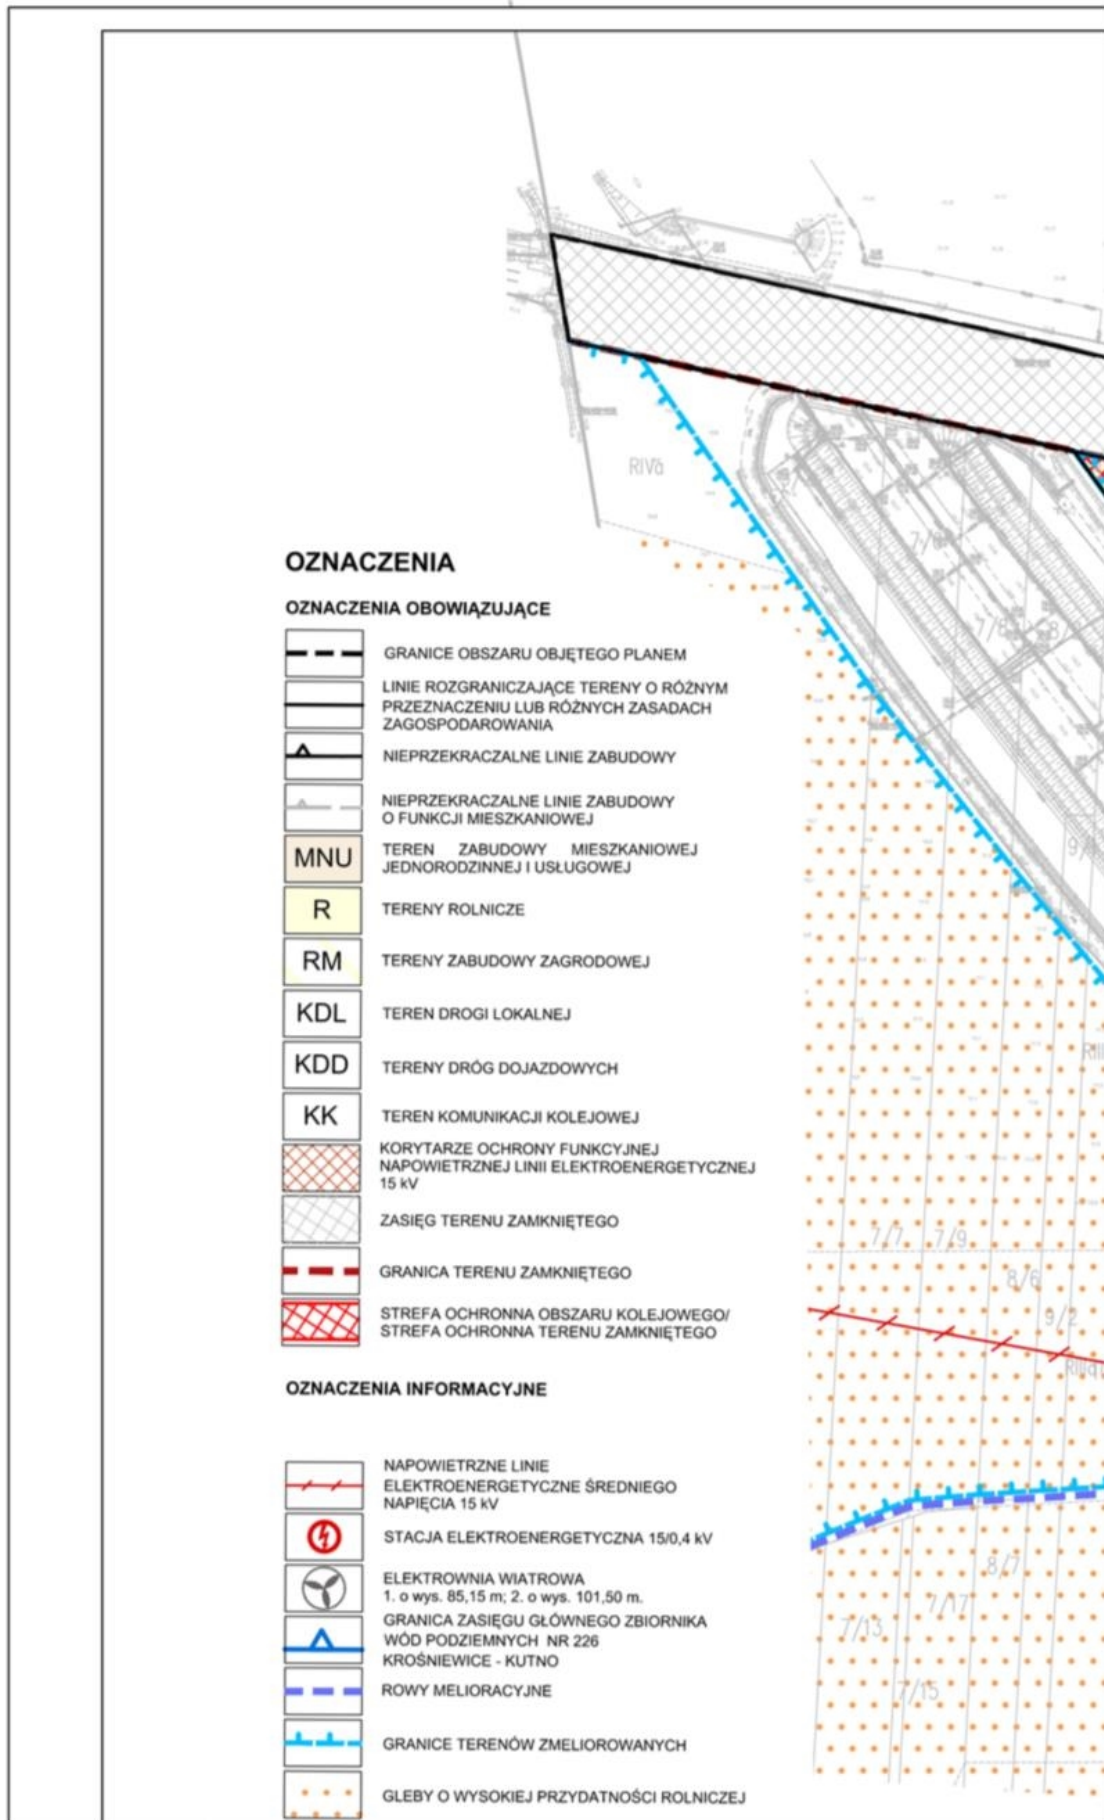 RIVa
7/8
OZNACZENIA
OZNACZENIA OBOWIĄZUJĄCE
GRANICE OBSZARU OBJĘTEGO PLANEM
LINIE ROZGRANICZAJĄCE TERENY O RÓŻNYM
PRZEZNACZENIU LUB RÓŻNYCH ZASADACH
ZAGOSPODAROWANIA
NIEPRZEKRACZALNE LINIE ZABUDOWY
NIEPRZEKRACZALNE LINIE ZABUDOWY
O FUNKCJI MIESZKANIOWEJ
MNU TEREN ZABUDOWY MIESZKANIOWEJ
JEDNORODZINNEJ I USŁUGOWEJ
R TERENY ROLNICZE
RM TERENY ZABUDOWY ZAGRODOWEJ
KDL TEREN DROGI LOKALNEJ
KDD TERENY DRÓG DOJAZDOWYCH
KK TEREN KOMUNIKACJI KOLEJOWEJ
KORYTARZE OCHRONY FUNKCYJNEJ
NAPOWIETRZNEJ LINII ELEKTROENERGETYCZNEJ
15 kV
ZASIĘG TERENU ZAMKNIĘTEGO
7/7 7/9
8/6
GRANICA TERENU ZAMKNIĘTEGO
9/2
STREFA OCHRONNA OBSZARU KOLEJOWEGO/
STREFA OCHRONNA TERENU ZAMKNIĘTEGO
OZNACZENIA INFORMACYJNE
NAPOWIETRZNE LINIE
ELEKTROENERGETYCZNE ŚREDNIEGO
NAPIĘCIA 15 kV
STACJA ELEKTROENERGETYCZNA 15/0,4 kV
8/7
ELEKTROWNIA WIATROWA
1. o wys. 85,15 m; 2. o wys. 101,50 m.
7/17
7/13
GRANICA ZASIĘGU GŁÓWNEGO ZBIORNIKA
WÓD PODZIEMNYCH NR 226
KROŚNIEWICE - KUTNO
7/15
ROWY MELIORACYJNE
GRANICE TERENÓW ZMELIOROWANYCH
GLEBY O WYSOKIEJ PRZYDATNOŚCI ROLNICZEJ